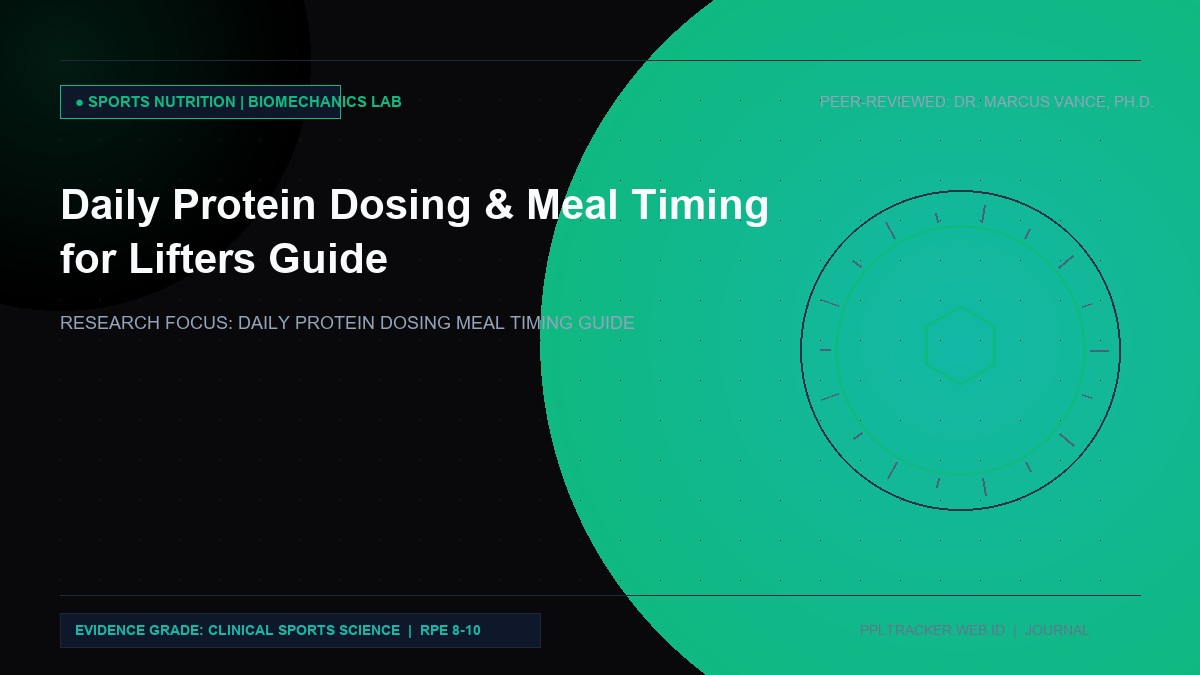 ● SPORTS NUTRITION | BIOMECHANICS LAB
PEER-REVIEWED: DR. MARCUS VANCE, PH.D.
Daily Protein Dosing & Meal Timing
for Lifters Guide
RESEARCH FOCUS: DAILY PROTEIN DOSING MEAL TIMING GUIDE
EVIDENCE GRADE: CLINICAL SPORTS SCIENCE | RPE 8-10
PPLTRACKER WEB ID | JOURNAL